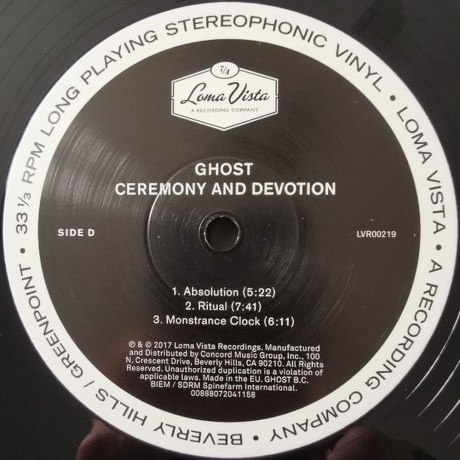 33 ⅓ RPM LONG PLAYING STEREOPHONIC VINYL • LOMA VISTA • A RECORDING COMPANY • BEVERLY HILLS / GREENPOINT •
7/4
Loma Vista
A RECORDING COMPANY
GHOST
CEREMONY AND DEVOTION
SIDE D
LVR00219
1. Absolution (5:22)
2. Ritual (7:41)
3. Monstrance Clock (6:11)
℗ & © 2017 Loma Vista Recordings. Manufactured
and Distributed by Concord Music Group, Inc., 100
N. Crescent Drive, Beverly Hills, CA 90210. All Rights
Reserved. Unauthorized duplication is a violation of
applicable laws. Made in the EU. GHOST B.C.
BIEM / SDRM Spinefarm International.
00888072041158